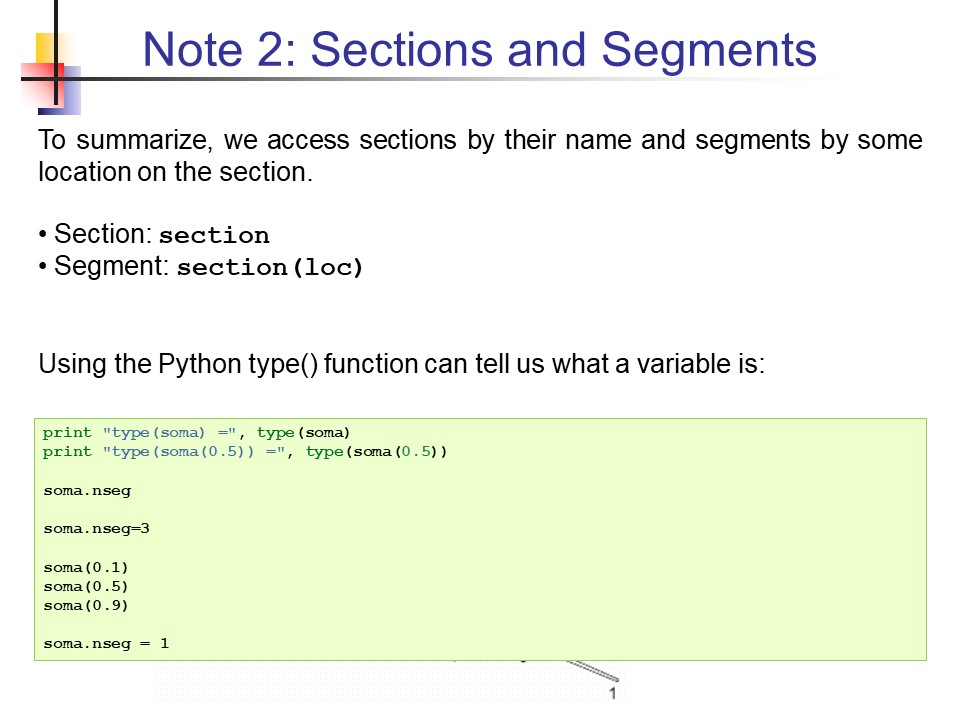 Note 2: Sections and Segments
To summarize, we access sections by their name and segments by some
location on the section.
• Section: section
• Segment: section(loc)
Using the Python type() function can tell us what a variable is:
print "type(soma) =", type(soma)
print "type(soma(0.5)) =", type(soma(0.5))
soma.nseg
soma.nseg=3
soma(0.1)
soma(0.5)
soma(0.9)
soma.nseg = 1
1